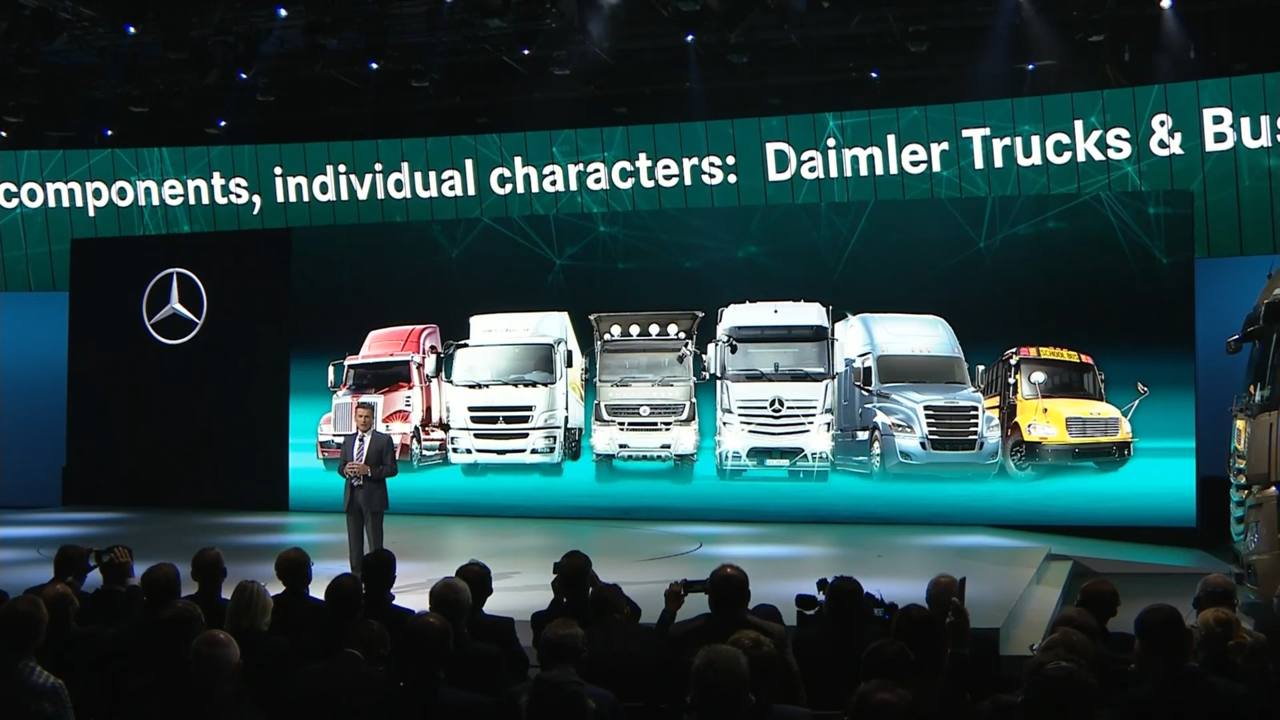 components, individual characters: Daimler Trucks & Bus
SCHOOL BUS